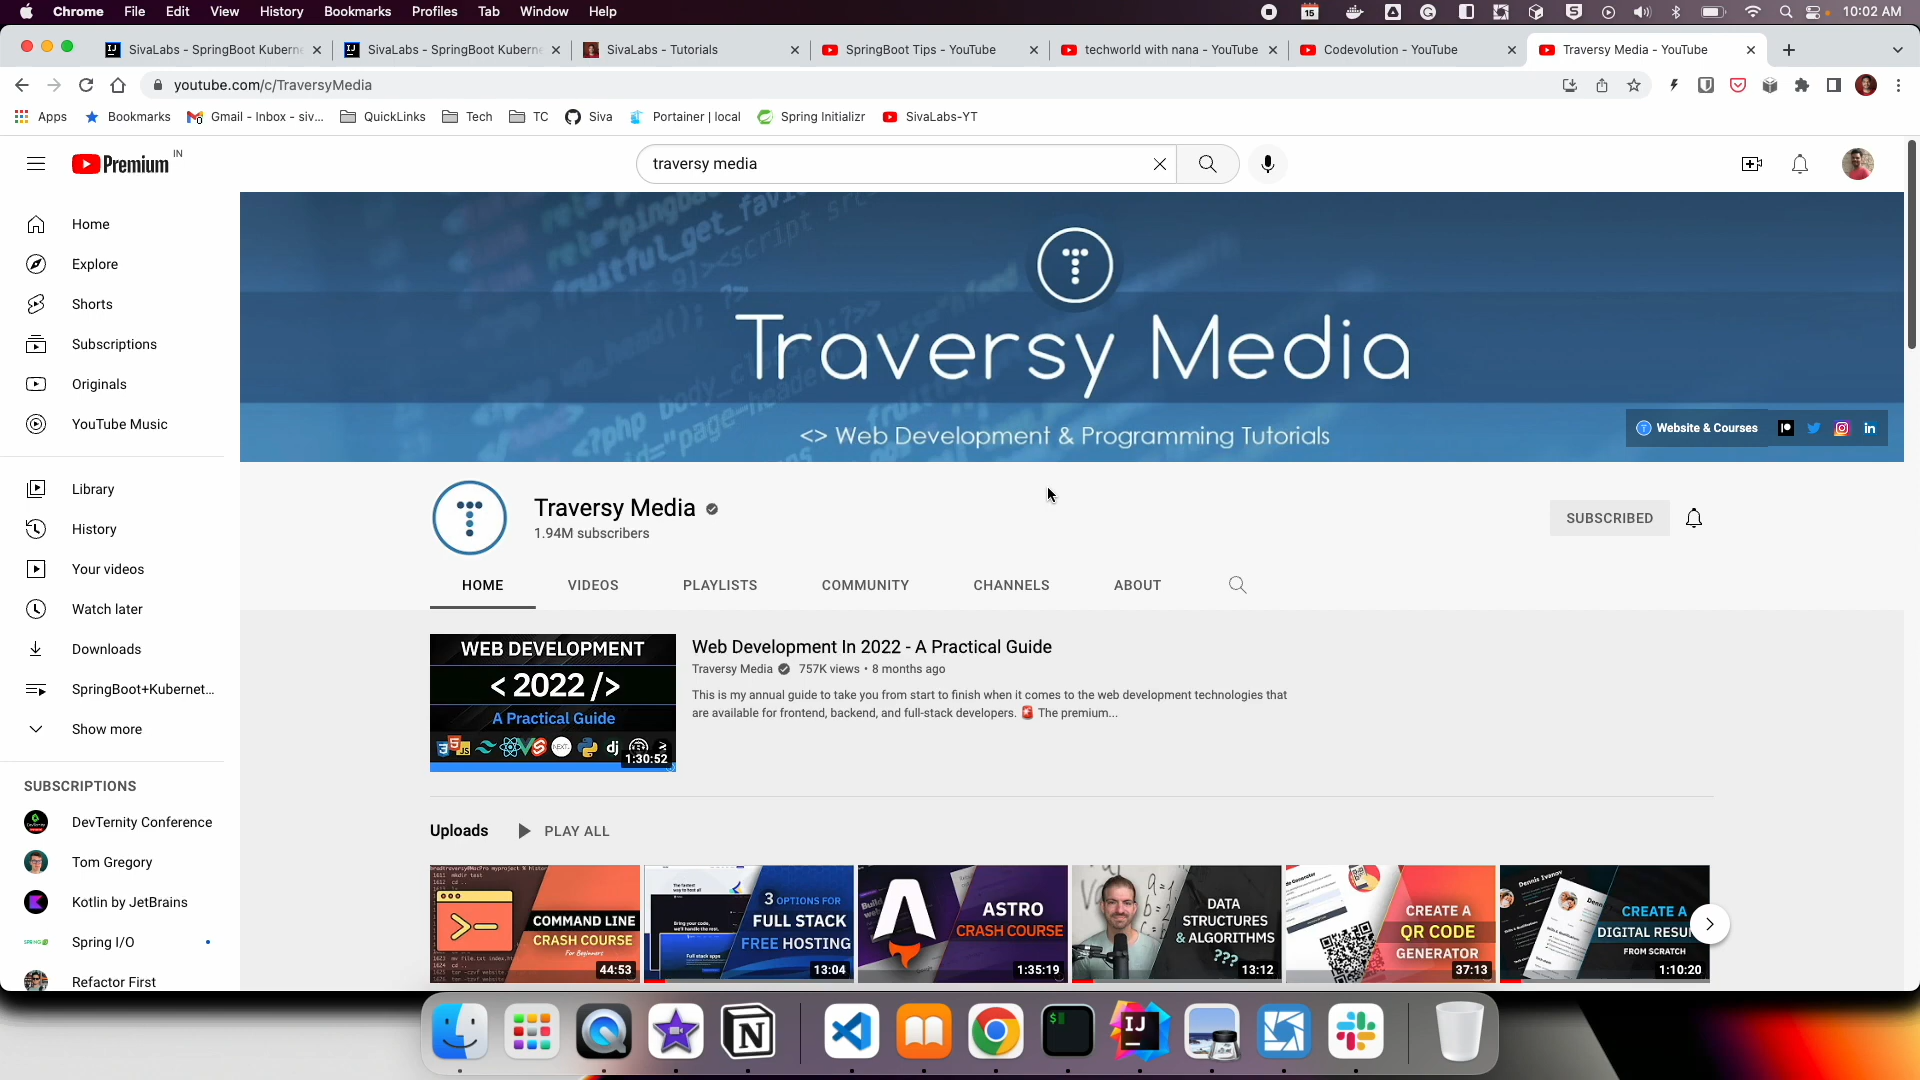 Chrome File Edit View History Bookmarks Profiles Tab Window Help
15
10:02 AM
SivaLabs - SpringBoot Kuberne
SivaLabs - SpringBoot Kuberne
SivaLabs - Tutorials
SpringBoot Tips - YouTube
techworld with nana - YouTube
Codevolution - YouTube
Traversy Media - YouTube
youtube.com/c/TraversyMedia
Apps
Bookmarks
Gmail - Inbox - siv...
QuickLinks
Tech
TC
Siva
Portainer | local
Spring Initializr
SivaLabs-YT
Premium IN
traversy media
Home
Explore
Shorts
Subscriptions
Originals
YouTube Music
Library
History
Your videos
Watch later
Downloads
SpringBoot+Kubernet...
Show more
SUBSCRIPTIONS
DevTernity Conference
Tom Gregory
Kotlin by JetBrains
Spring I/O
Refactor First
Traversy Media
<> Web Development & Programming Tutorials
Website & Courses
Traversy Media
1.94M subscribers
SUBSCRIBED
HOME
VIDEOS
PLAYLISTS
COMMUNITY
CHANNELS
ABOUT
WEB DEVELOPMENT
< 2022 />
A Practical Guide
1:30:52
Web Development In 2022 - A Practical Guide
Traversy Media 757K views • 8 months ago
This is my annual guide to take you from start to finish when it comes to the web development technologies that
are available for frontend, backend, and full-stack developers. 🚨 The premium...
Uploads
PLAY ALL
COMMAND LINE
CRASH COURSE
For Beginners
44:53
3 OPTIONS FOR
FULL STACK
FREE HOSTING
13:04
ASTRO
CRASH COURSE
1:35:19
DATA
STRUCTURES
& ALGORITHMS
???
13:12
CREATE A
QR CODE
GENERATOR
37:13
CREATE A
DIGITAL RESU
FROM SCRATCH
1:10:20